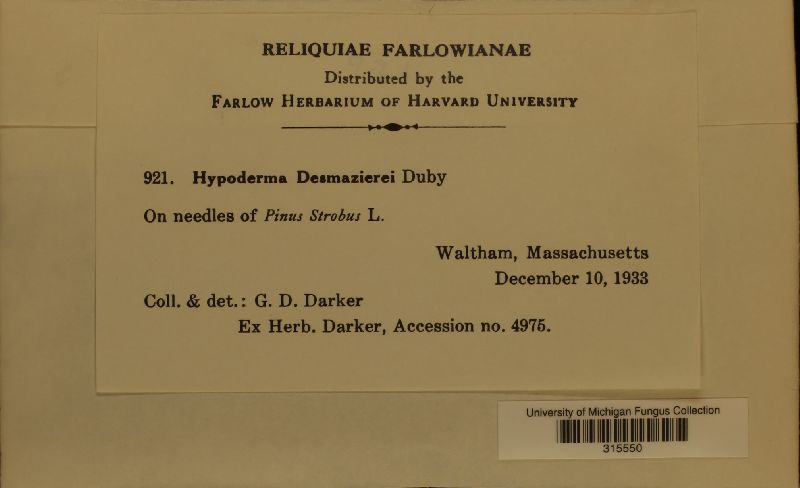 RELIQUIAE FARLOWIANAE
Distributed by the
FARLOW HERBARIUM OF HARVARD UNIVERSITY
921. Hypoderma Desmazierei Duby
On needles of Pinus Strobus L.
Waltham, Massachusetts
December 10, 1933
Coll. & det.: G. D. Darker
Ex Herb. Darker, Accession no. 4975.
University of Michigan Fungus Collection
315550